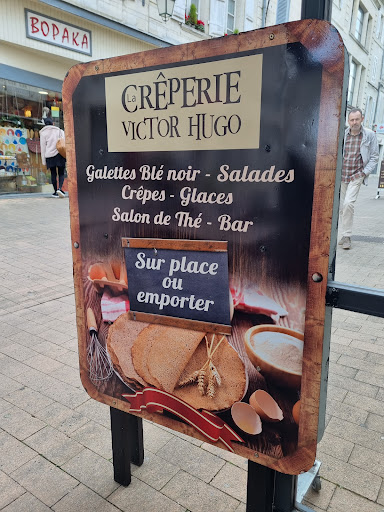 BOPAKA
La
CRÊPERIE
VICTOR HUGO
Galettes Blé noir - Salades
Crêpes - Glaces
Salon de Thé - Bar
Sur place
ou
emporter